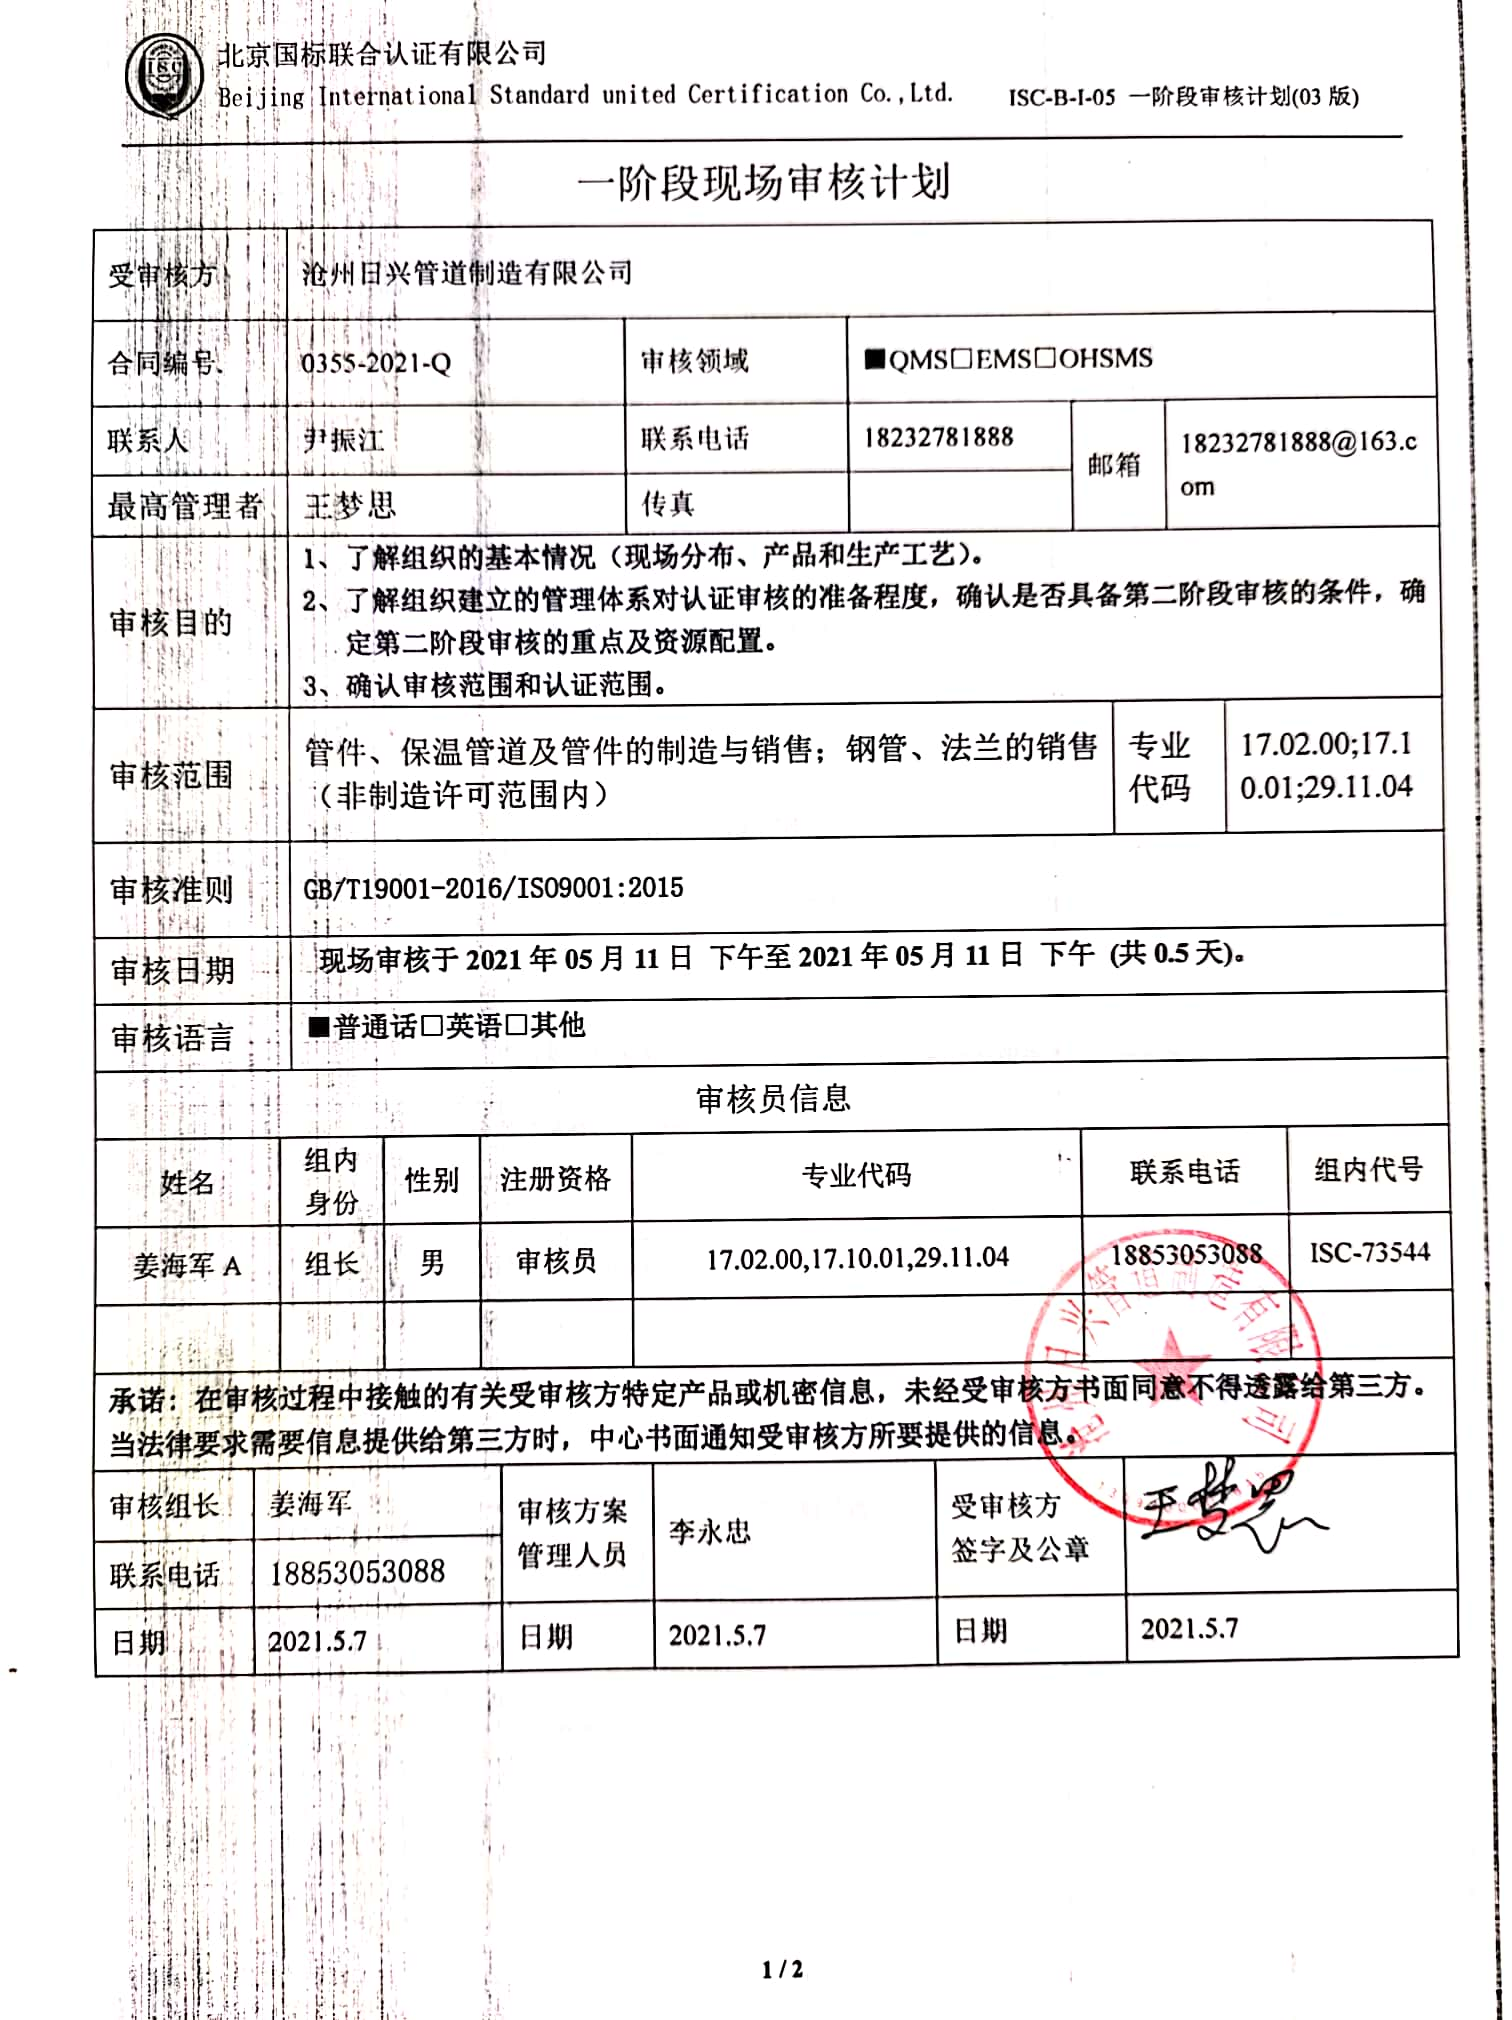 ISC
北京国标联合认证有限公司
Beijing International Standard united Certification Co.,Ltd.
ISC-B-I-05 一阶段审核计划(03 版)
一阶段现场审核计划
受审核方
沧州日兴管道制造有限公司
合同编号
0355-2021-Q
审核领域
■QMS□EMS□OHSMS
联系人
尹振江
联系电话
18232781888
邮箱
18232781888@163.c
om
最高管理者
王梦思
传真
审核目的
1、了解组织的基本情况（现场分布、产品和生产工艺）。
2、了解组织建立的管理体系对认证审核的准备程度，确认是否具备第二阶段审核的条件，确
定第二阶段审核的重点及资源配置。
3、确认审核范围和认证范围。
审核范围
管件、保温管道及管件的制造与销售；钢管、法兰的销售
（非制造许可范围内）
专业
代码
17.02.00;17.1
0.01;29.11.04
审核准则
GB/T19001-2016/ISO9001:2015
审核日期
现场审核于 2021 年 05 月 11 日 下午至 2021 年 05 月 11 日 下午 (共 0.5 天)。
审核语言
■普通话□英语□其他
审核员信息
姓名
组内
身份
性别
注册资格
专业代码
联系电话
组内代号
姜海军 A
组长
男
审核员
17.02.00,17.10.01,29.11.04
18853053088
ISC-73544
沧州日兴管道制造有限公司
承诺：在审核过程中接触的有关受审核方特定产品或机密信息，未经受审核方书面同意不得透露给第三方。
当法律要求需要信息提供给第三方时，中心书面通知受审核方所要提供的信息。
审核组长
姜海军
审核方案
管理人员
李永忠
受审核方
签字及公章
王梦思
联系电话
18853053088
日期
2021.5.7
日期
2021.5.7
日期
2021.5.7
1 / 2